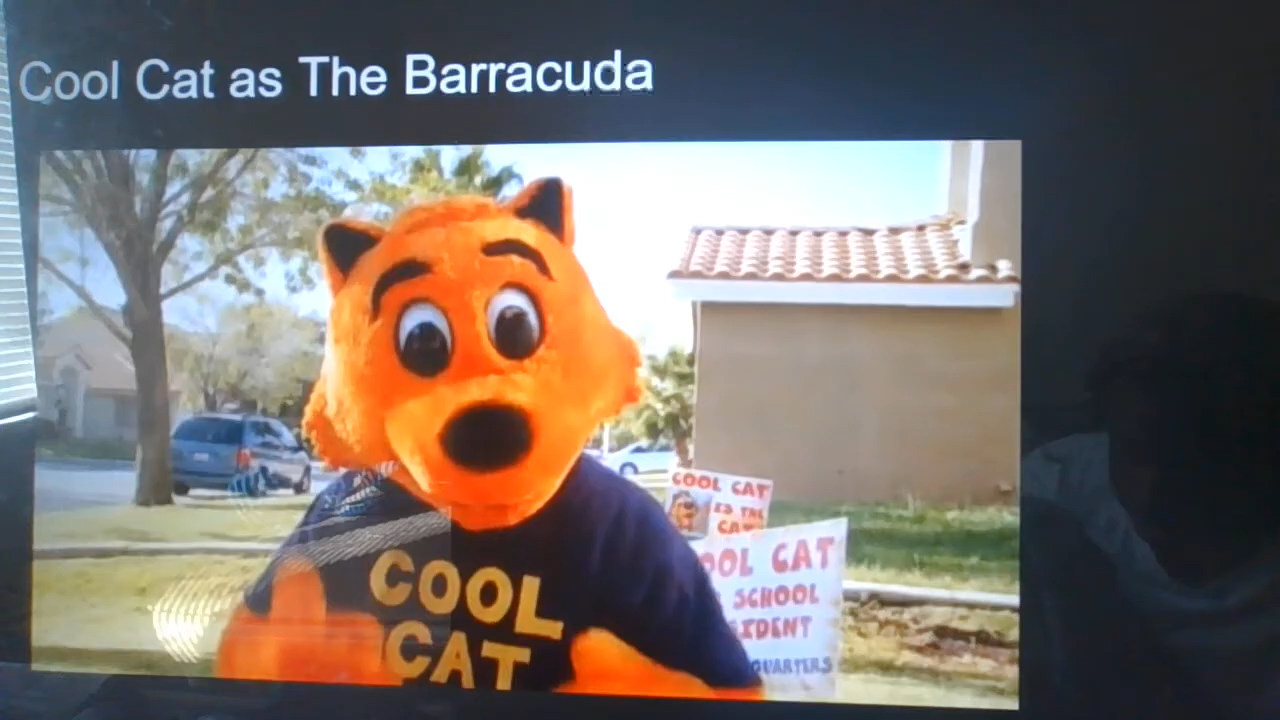 Cool Cat as The Barracuda
COOL CAT
COOL CAT
SCHOOL
QUARTERS
COOL
CAT